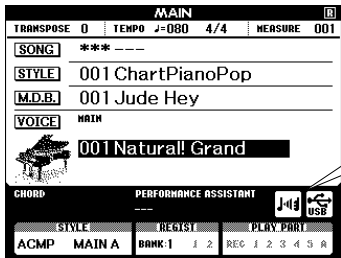 MAIN R
TRANSPOSE 0 TEMPO ♩=080 4/4 MEASURE 001
SONG ***---
STYLE 001 ChartPianoPop
M.D.B. 001 Jude Hey
VOICE MAIN
001 Natural! Grand
CHORD PERFORMANCE ASSISTANT
---
USB
STYLE REGIST PLAY PART
ACMP MAIN A BANK:1 1 2 REC 1 2 3 4 5 A